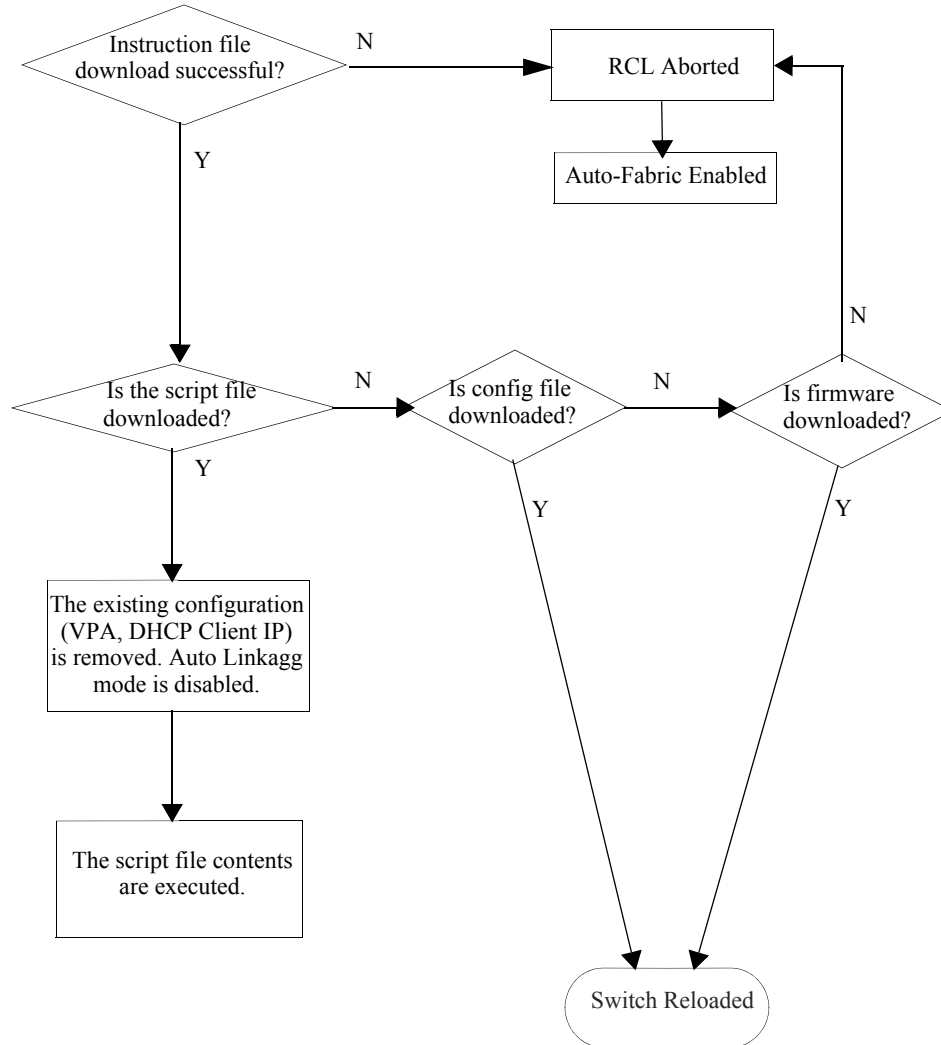 Instruction file
download successful?
N
RCL Aborted
Y
Auto-Fabric Enabled
N
Is the script file
downloaded?
N
Is config file
downloaded?
N
Is firmware
downloaded?
Y
Y
Y
The existing configuration
(VPA, DHCP Client IP)
is removed. Auto Linkagg
mode is disabled.
The script file contents
are executed.
Switch Reloaded